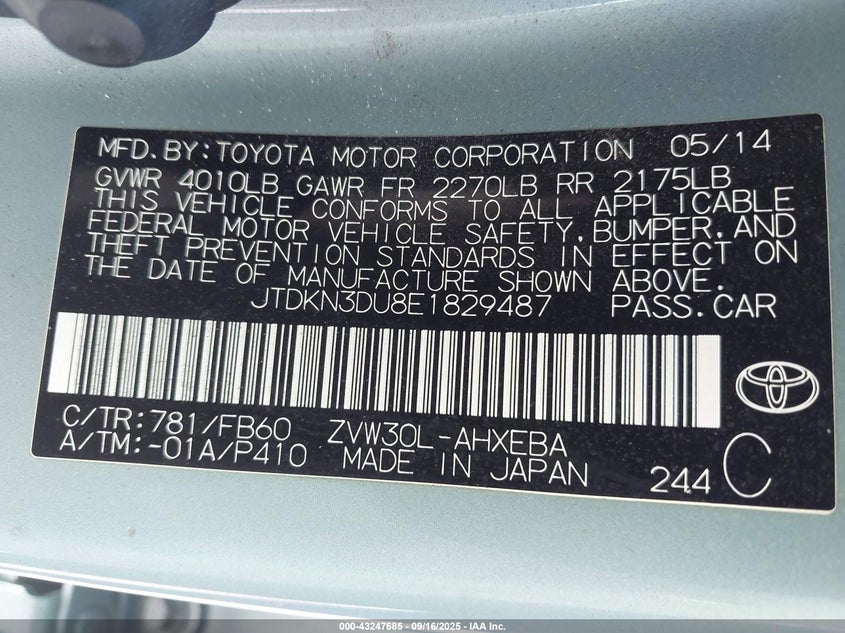 MFD.BY:TOYOTA MOTOR CORPORATION 05/14
GVWR 4010LB GAWR FR 2270LB RR 2175LB
THIS VEHICLE CONFORMS TO ALL APPLICABLE
FEDERAL MOTOR VEHICLE SAFETY,BUMPER,AND
THEFT PREVENTION STANDARDS IN EFFECT ON
THE DATE OF MANUFACTURE SHOWN ABOVE.
JTDKN3DU8E1829487 PASS.CAR
C/TR:781/FB60 ZVW30L-AHXEBA
A/TM:-01A/P410 MADE IN JAPAN 244 C
000-43247685 - 09/16/2025 - IAA Inc.